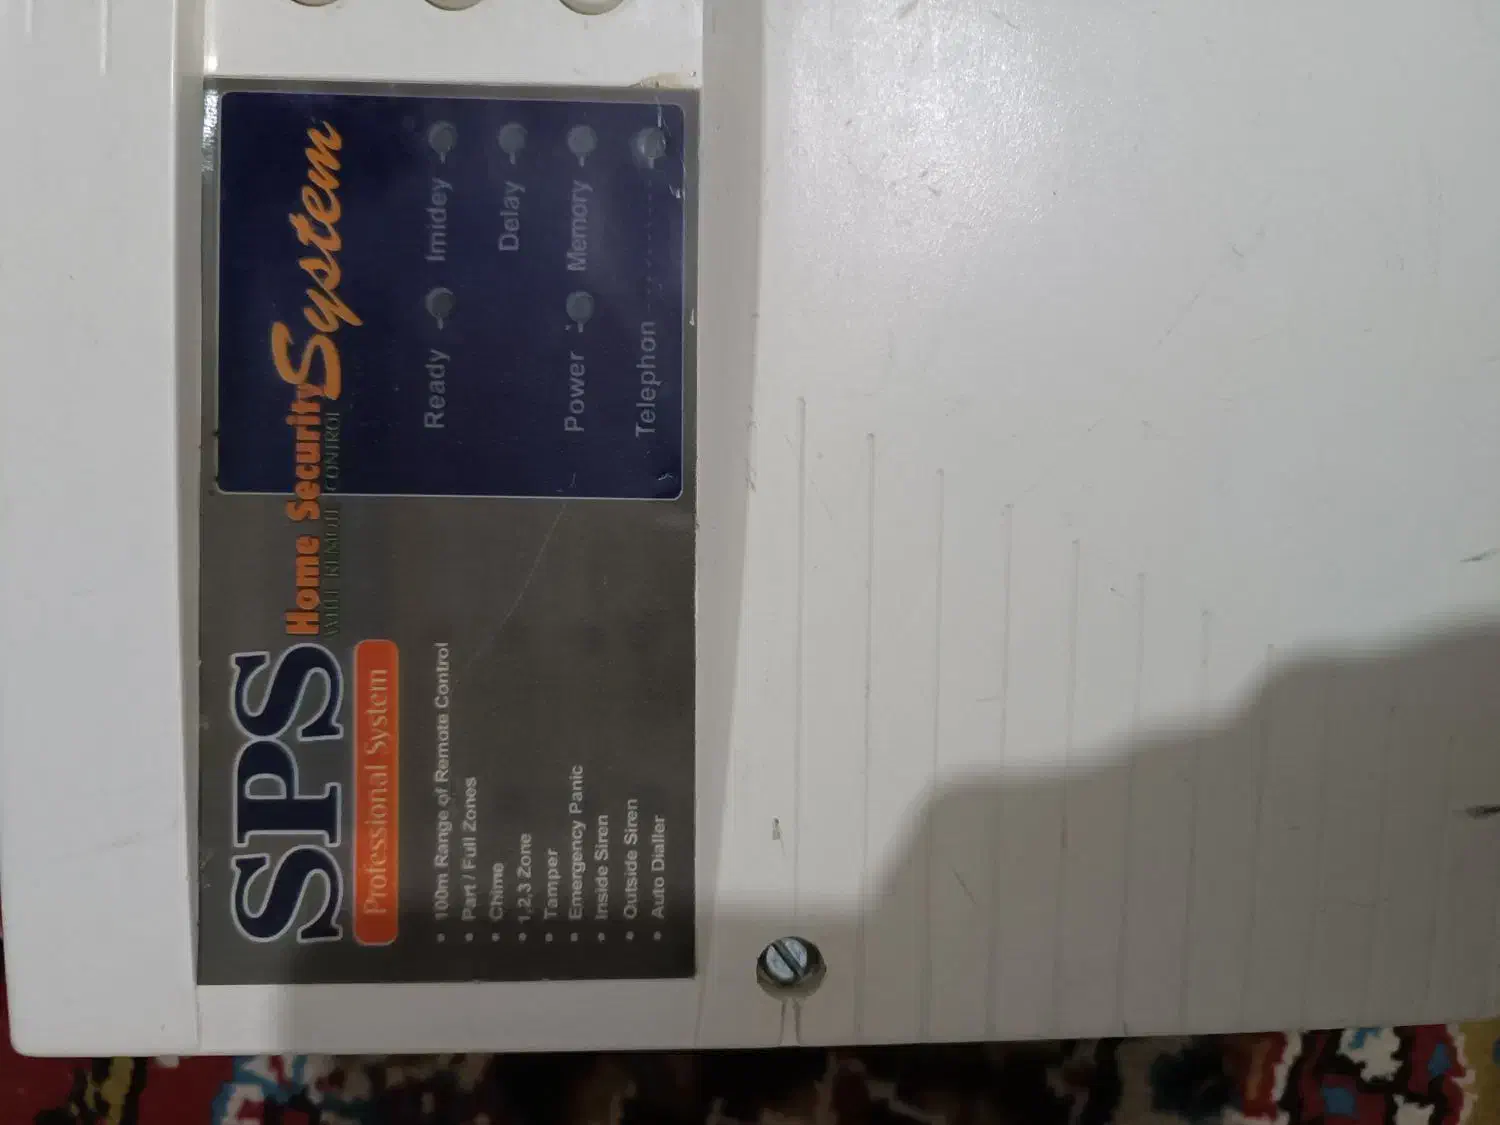 SPS
Home Security System
WITH REMOTE CONTROL
Professional System
• 100m Range of Remote Control
• Part / Full Zones
• Chime
• 1,2,3 Zone
• Tamper
• Emergency Panic
• Inside Siren
• Outside Siren
• Auto Dialler
Ready
Imidey
Delay
Power
Memory
Telephon